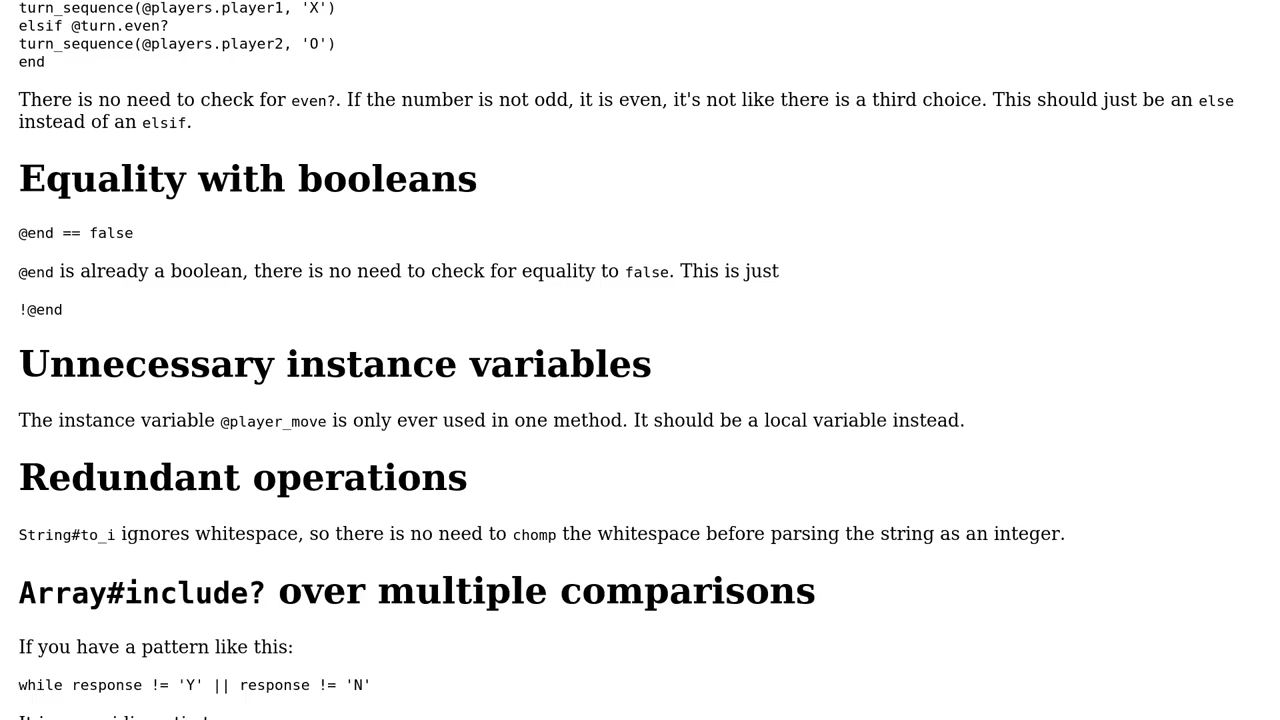 turn_sequence(@players.player1, 'X')
elsif @turn.even?
turn_sequence(@players.player2, 'O')
end
There is no need to check for even?. If the number is not odd, it is even, it's not like there is a third choice. This should just be an else
instead of an elsif.
Equality with booleans
@end == false
@end is already a boolean, there is no need to check for equality to false. This is just
!@end
Unnecessary instance variables
The instance variable @player_move is only ever used in one method. It should be a local variable instead.
Redundant operations
String#to_i ignores whitespace, so there is no need to chomp the whitespace before parsing the string as an integer.
Array#include? over multiple comparisons
If you have a pattern like this:
while response != 'Y' || response != 'N'